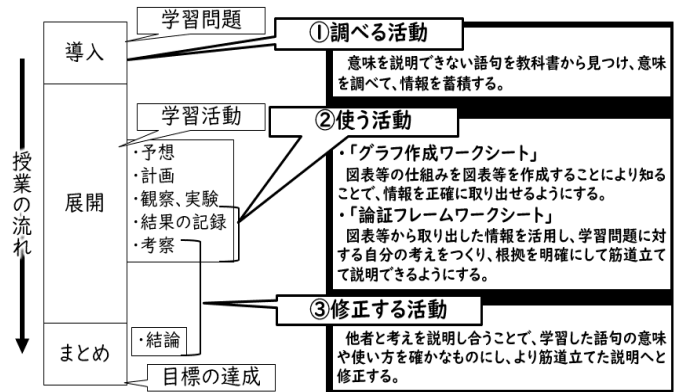 学習問題
導入
①調べる活動
意味を説明できない語句を教科書から見つけ、意味
を調べて、情報を蓄積する。
授業の流れ
展開
学習活動
・予想
・計画
・観察、実験
・結果の記録
・考察
②使う活動
・「グラフ作成ワークシート」
図表等の仕組みを図表等を作成することにより知る
ことで、情報を正確に取り出せるようにする。
・「論証フレームワークシート」
図表等から取り出した情報を活用し、学習問題に対
する自分の考えをつくり、根拠を明確にして筋道立て
て説明できるようにする。
③修正する活動
他者と考えを説明し合うことで、学習した語句の意味
や使い方を確かなものにし、より筋道立てた説明へと
修正する。
まとめ
・結論
目標の達成